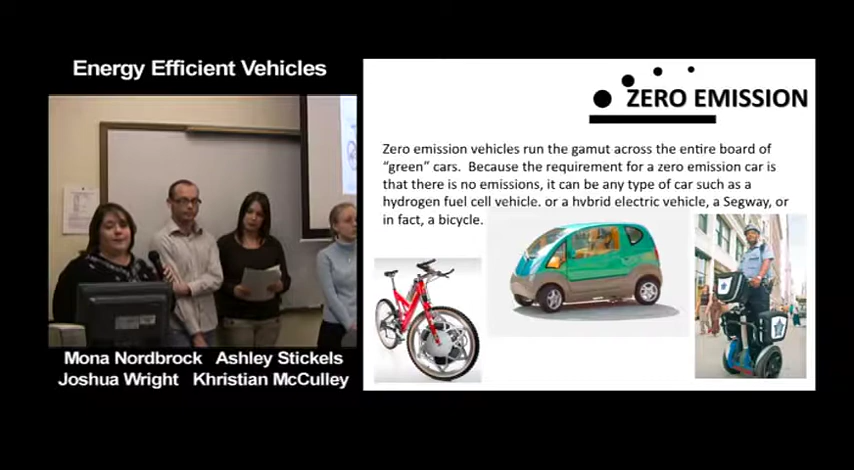 Energy Efficient Vehicles
Mona Nordbrock Ashley Stickels
Joshua Wright Khristian McCulley
ZERO EMISSION
Zero emission vehicles run the gamut across the entire board of
“green” cars. Because the requirement for a zero emission car is
that there is no emissions, it can be any type of car such as a
hydrogen fuel cell vehicle. or a hvbrid electric vehicle, a Segway, or
in fact, a bicycle.